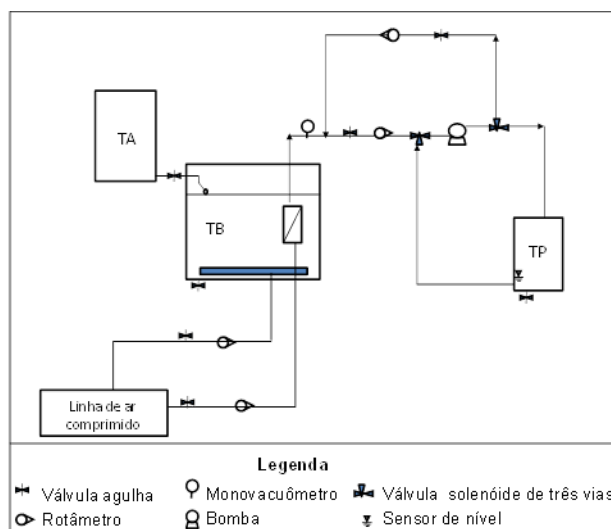 TA
TB
TP
Linha de ar
comprimido
Legenda
Válvula agulha
Monovacuômetro
Válvula solenóide de três vias
Rotâmetro
Bomba
Sensor de nível